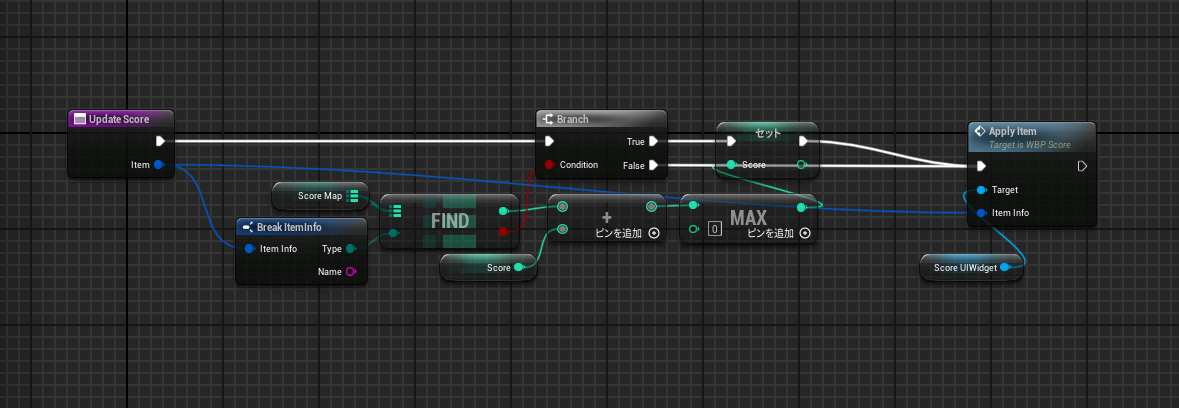 Update Score
Item
Score Map
Break ItemInfo
Item Info
Type
Name
FIND
Score
Branch
True
Condition
False
+
ピンを追加
セット
Score
MAX
0
ピンを追加
Apply Item
Target is WBP Score
Target
Item Info
Score UIWidget